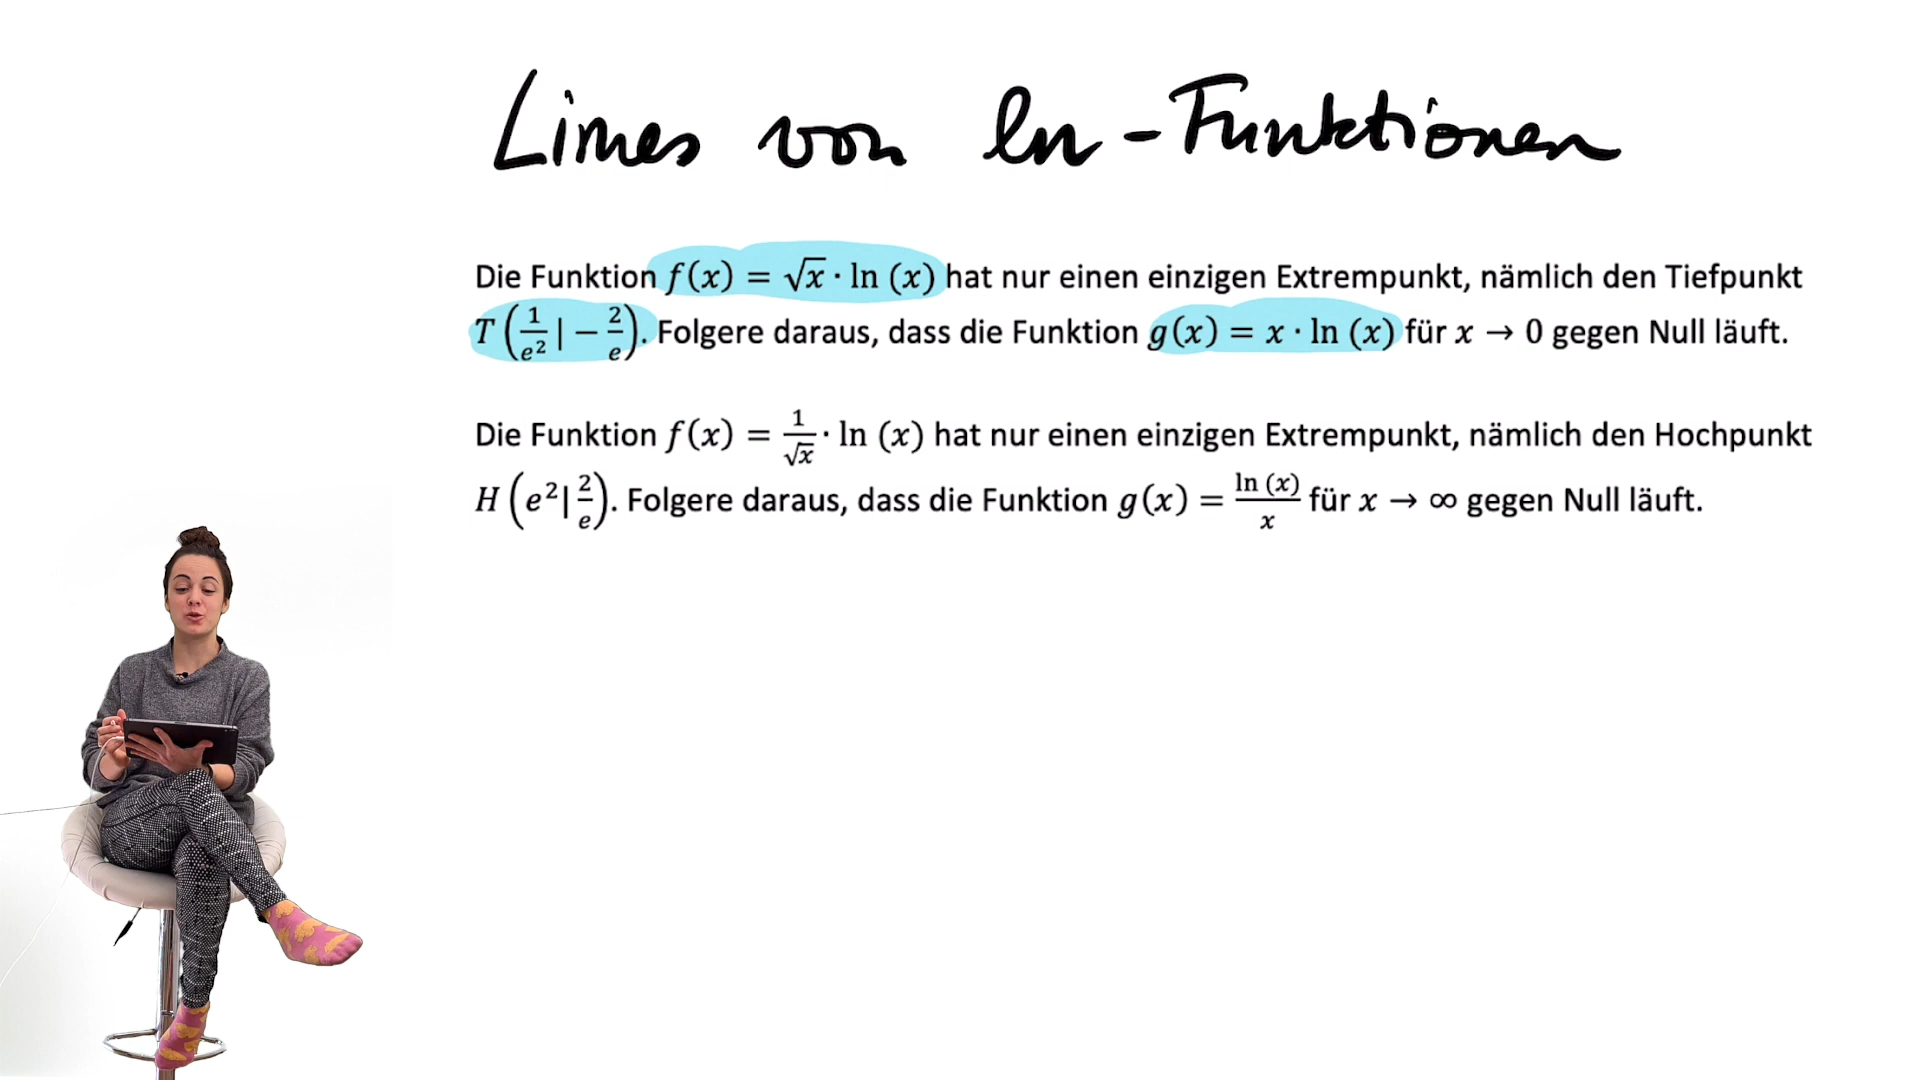 Limes von ln-Funktionen
Die Funktion f(x) = √x · ln (x) hat nur einen einzigen Extrempunkt, nämlich den Tiefpunkt
T (1/e² | − 2/e). Folgere daraus, dass die Funktion g(x) = x · ln (x) für x → 0 gegen Null läuft.
Die Funktion f(x) = 1/√x · ln (x) hat nur einen einzigen Extrempunkt, nämlich den Hochpunkt
H (e² | 2/e). Folgere daraus, dass die Funktion g(x) = ln (x)/x für x → ∞ gegen Null läuft.